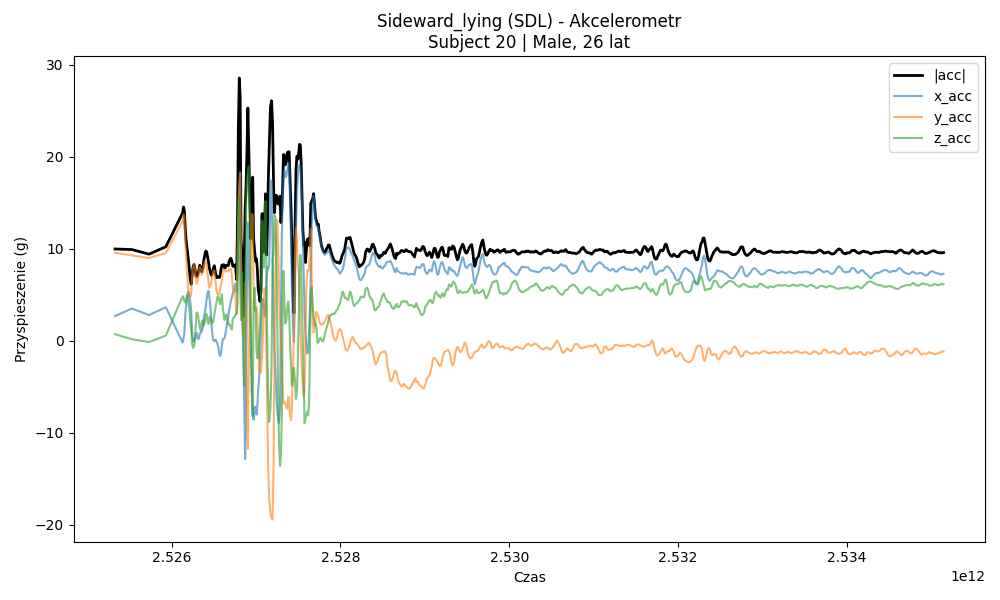 Sideward_lying (SDL) - Akcelerometr
Subject 20 | Male, 26 lat
|acc|
x_acc
y_acc
z_acc
Przyspieszenie (g)
30
20
10
0
−10
−20
2.526
2.528
2.530
2.532
2.534
1e12
Czas